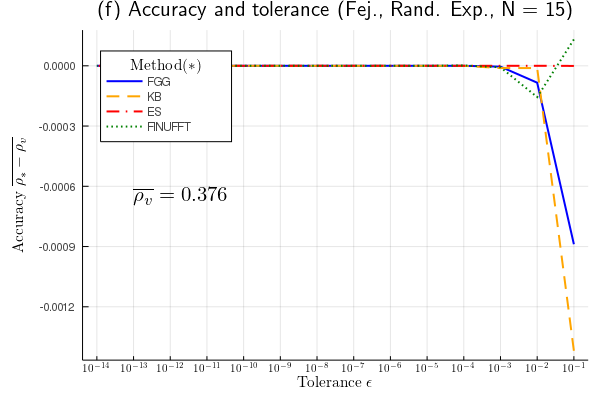 (f) Accuracy and tolerance (Fej., Rand. Exp., N = 15)
Method(*)
FGG
KB
ES
FINUFFT
0.0000
-0.0003
-0.0006
-0.0009
-0.0012
Accuracy $\overline{\rho_* - \rho_v}$
$\overline{\rho_v} = 0.376$
10⁻¹⁴ 10⁻¹³ 10⁻¹² 10⁻¹¹ 10⁻¹⁰ 10⁻⁹ 10⁻⁸ 10⁻⁷ 10⁻⁶ 10⁻⁵ 10⁻⁴ 10⁻³ 10⁻² 10⁻¹
Tolerance ϵ